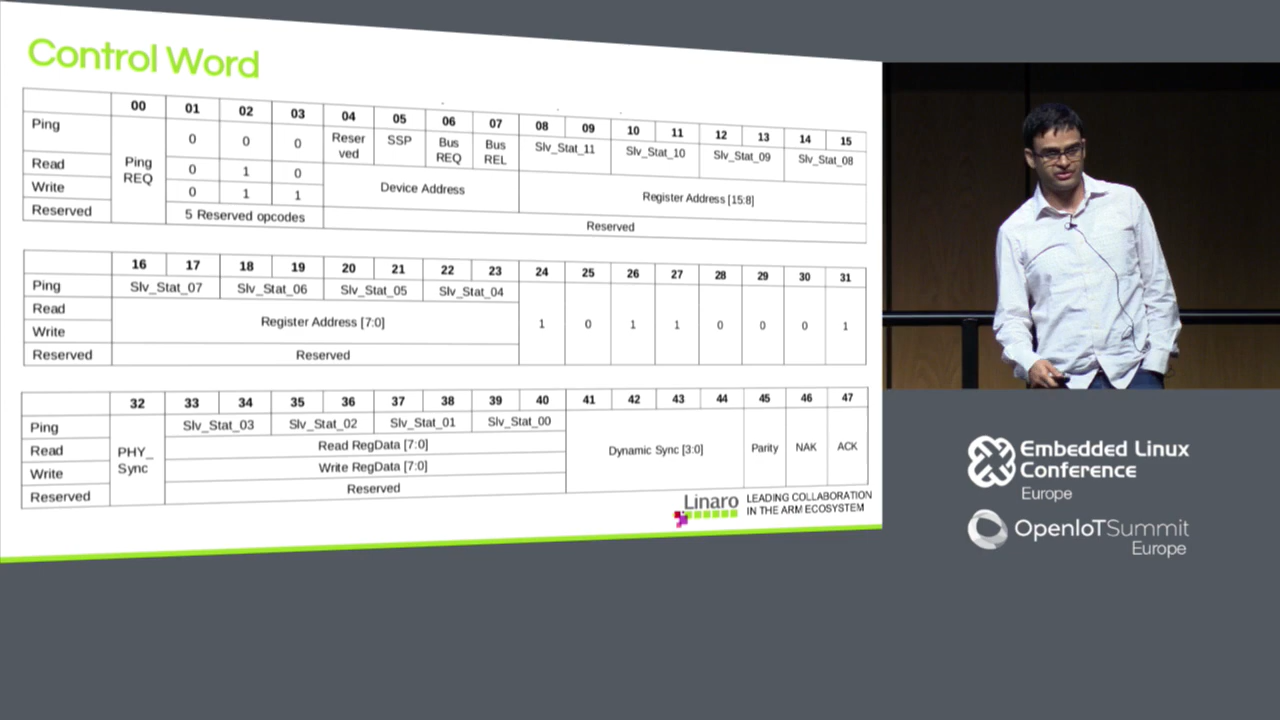 Control Word
00 01 02 03 04 05 06 07 08 09 10 11 12 13 14 15
Ping Ping REQ 0 0 0 Reser ved SSP Bus REQ Bus REL Slv_Stat_11 Slv_Stat_10 Slv_Stat_09 Slv_Stat_08
Read 0 1 0 Device Address Register Address [15:8]
Write 0 1 1
Reserved 5 Reserved opcodes Reserved
16 17 18 19 20 21 22 23 24 25 26 27 28 29 30 31
Ping Slv_Stat_07 Slv_Stat_06 Slv_Stat_05 Slv_Stat_04 1 0 1 1 0 0 0 1
Read Register Address [7:0]
Write
Reserved Reserved
32 33 34 35 36 37 38 39 40 41 42 43 44 45 46 47
Ping PHY_ Sync Slv_Stat_03 Slv_Stat_02 Slv_Stat_01 Slv_Stat_00 Dynamic Sync [3:0] Parity NAK ACK
Read Read RegData [7:0]
Write Write RegData [7:0]
Reserved Reserved
Linaro
LEADING COLLABORATION
IN THE ARM ECOSYSTEM
Embedded Linux
Conference
Europe
OpenIoTSummit
Europe